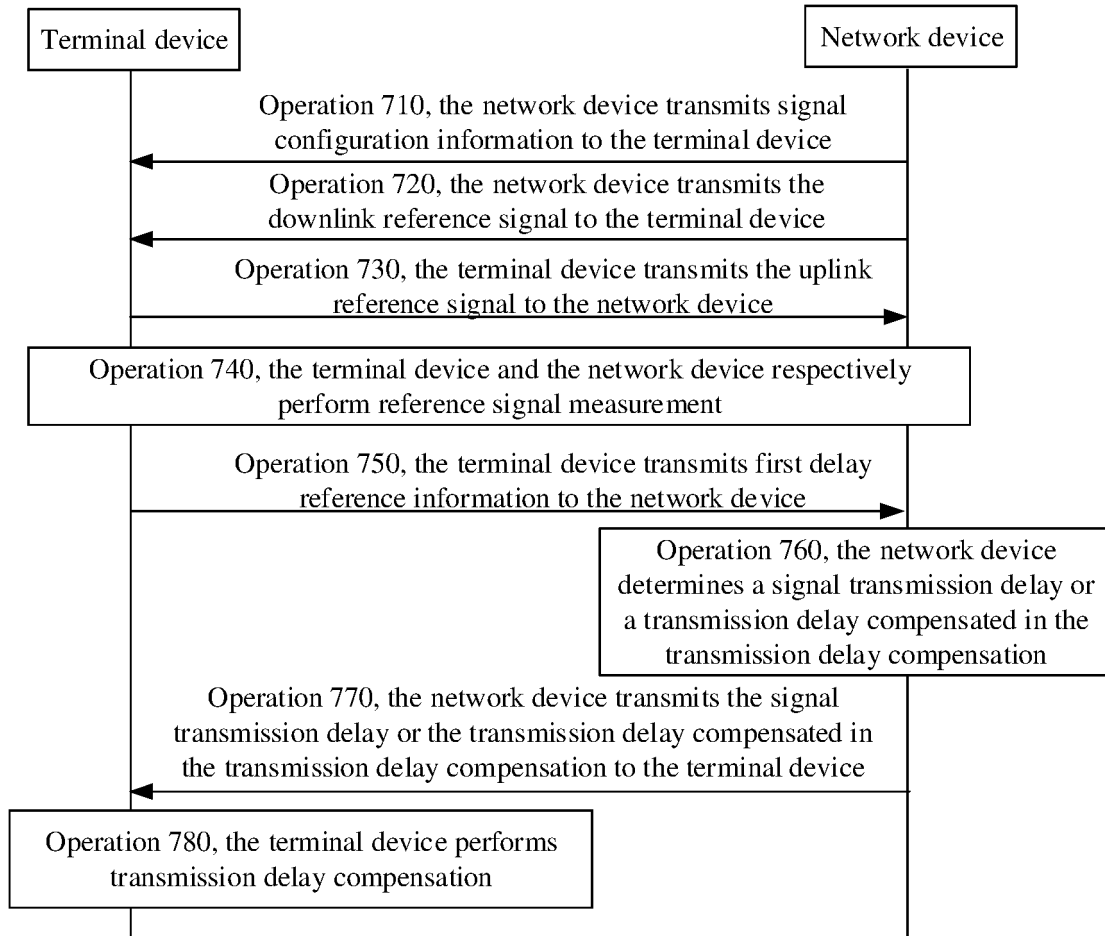 Terminal device
Network device
Operation 710, the network device transmits signal
configuration information to the terminal device
Operation 720, the network device transmits the
downlink reference signal to the terminal device
Operation 730, the terminal device transmits the uplink
reference signal to the network device
Operation 740, the terminal device and the network device respectively
perform reference signal measurement
Operation 750, the terminal device transmits first delay
reference information to the network device
Operation 760, the network device
determines a signal transmission delay or
a transmission delay compensated in the
transmission delay compensation
Operation 770, the network device transmits the signal
transmission delay or the transmission delay compensated in
the transmission delay compensation to the terminal device
Operation 780, the terminal device performs
transmission delay compensation